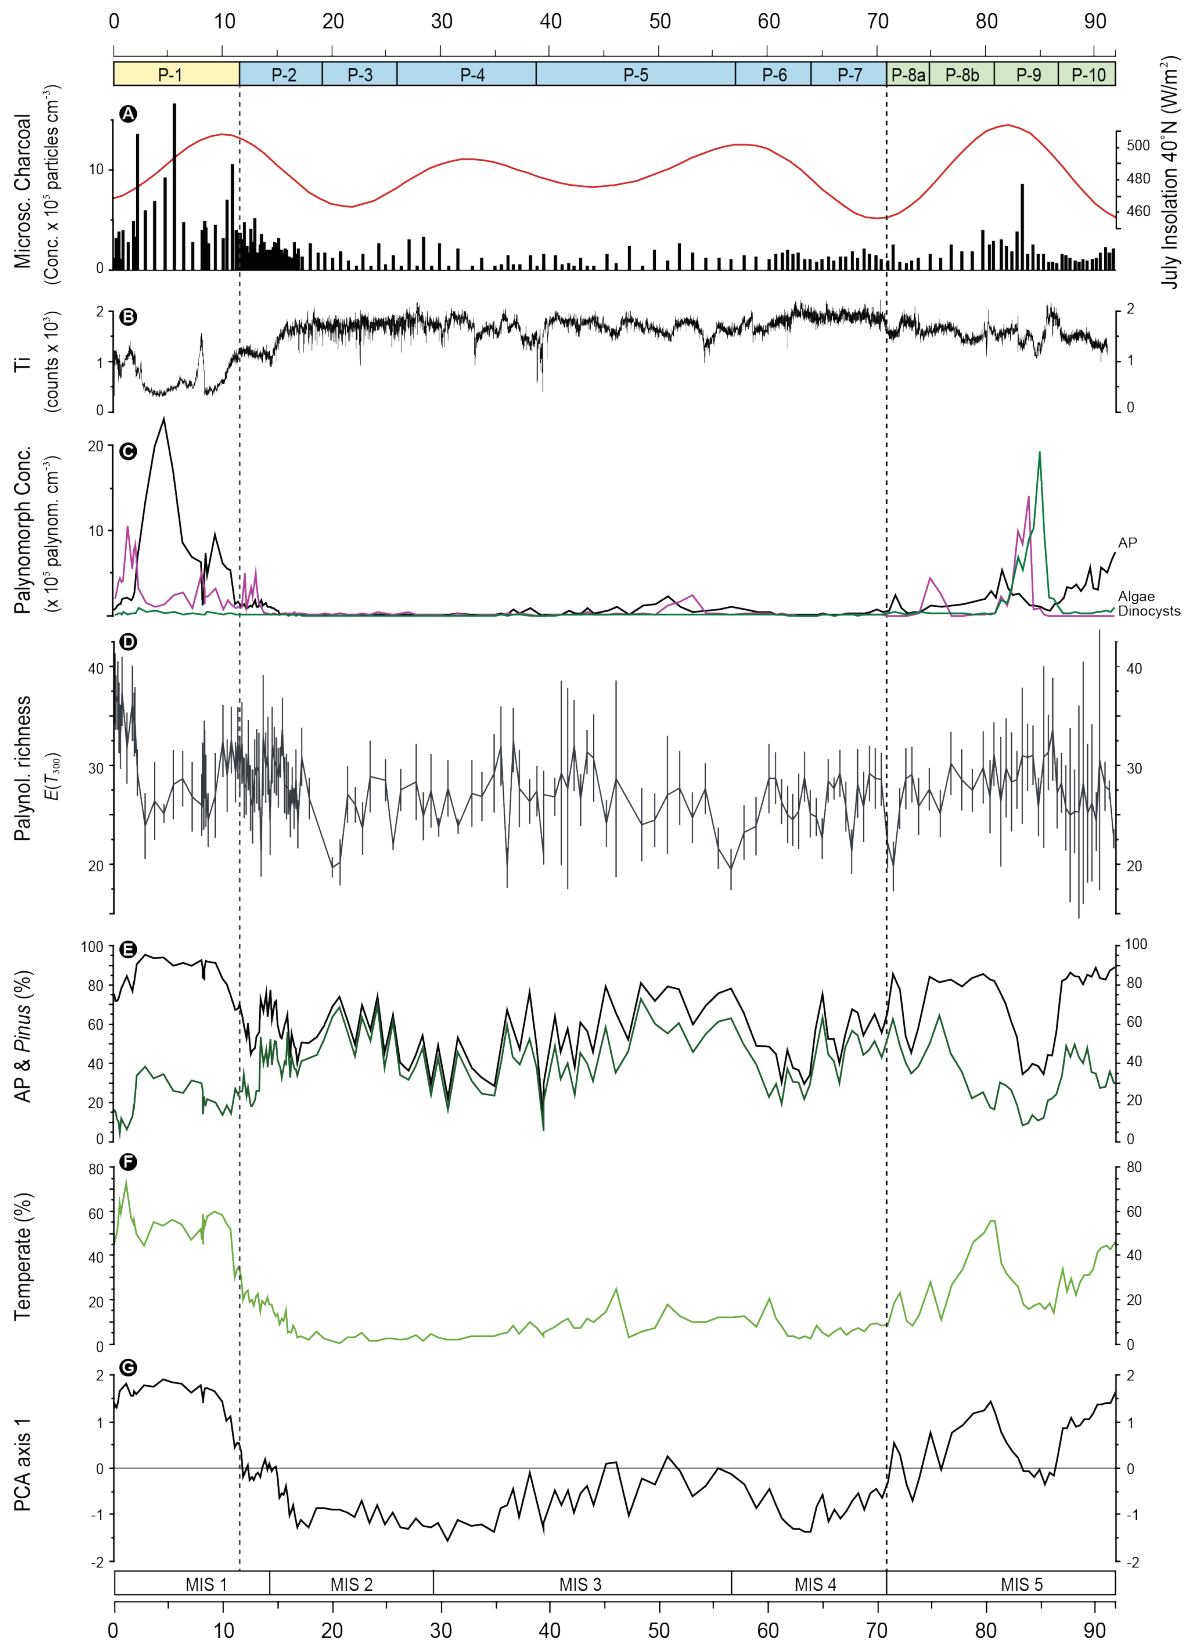 0 10 20 30 40 50 60 70 80 90
P-1 P-2 P-3 P-4 P-5 P-6 P-7 P-8a P-8b P-9 P-10
A
Microsc. Charcoal
(Conc. x 10⁵ particles cm⁻³)
10
0
500
480
460
July Insolation 40°N (W/m²)
B
Ti
(counts x 10³)
2
1
0
2
1
0
C
Palynomorph Conc.
(x 10⁵ palynom. cm⁻³)
20
10
AP
Algae
Dinocysts
D
Palynol. richness
E(T₃₀₀)
40
30
20
40
30
20
E
AP & Pinus (%)
100
80
60
40
20
0
100
80
60
40
20
0
F
Temperate (%)
80
60
40
20
0
80
60
40
20
0
G
PCA axis 1
2
1
0
-1
-2
2
1
0
-1
-2
MIS 1 MIS 2 MIS 3 MIS 4 MIS 5
0 10 20 30 40 50 60 70 80 90